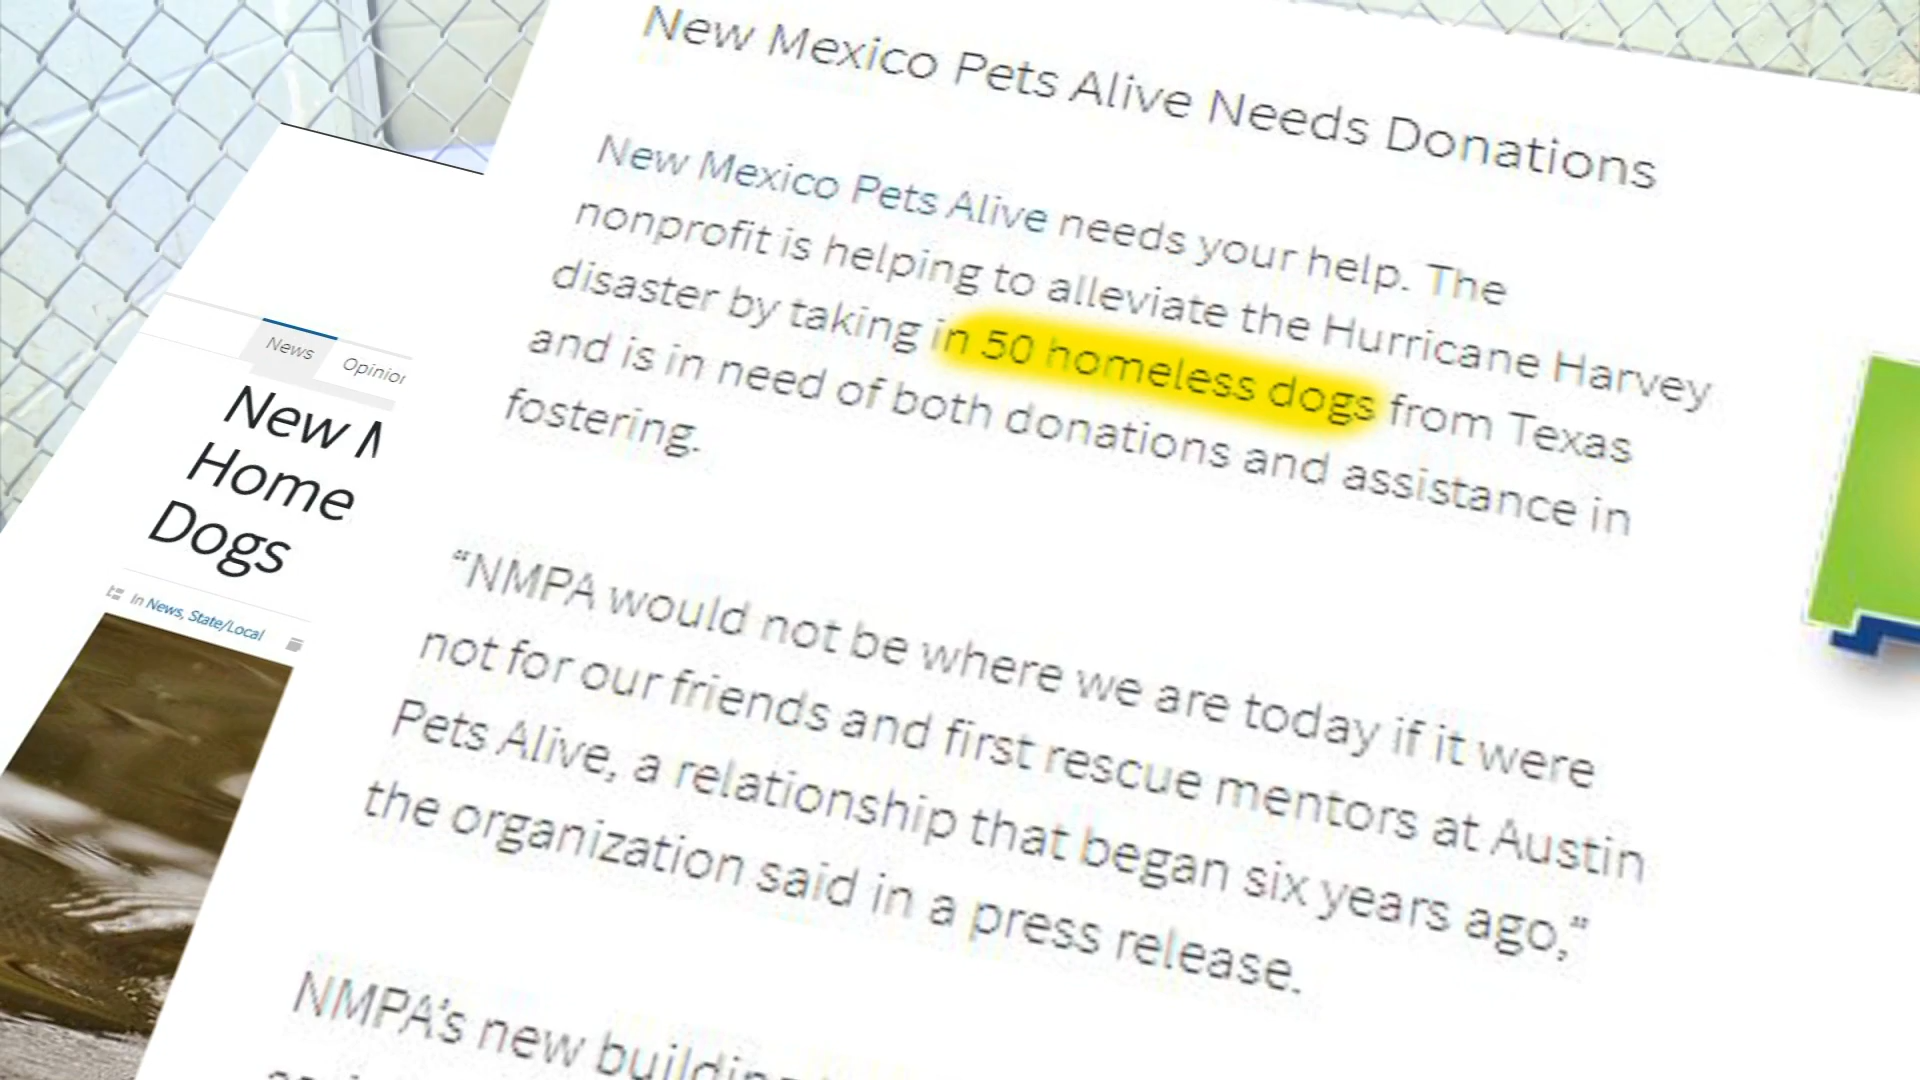 New Mexico Pets Alive Needs Donations
New Mexico Pets Alive needs your help. The
nonprofit is helping to alleviate the Hurricane Harvey
disaster by taking in 50 homeless dogs from Texas
and is in need of both donations and assistance in
fostering.
“NMPA would not be where we are today if it were
not for our friends and first rescue mentors at Austin
Pets Alive, a relationship that began six years ago,”
the organization said in a press release.
NMPA's new building
News
Opinion
New M
Home
Dogs
In News, State/Local